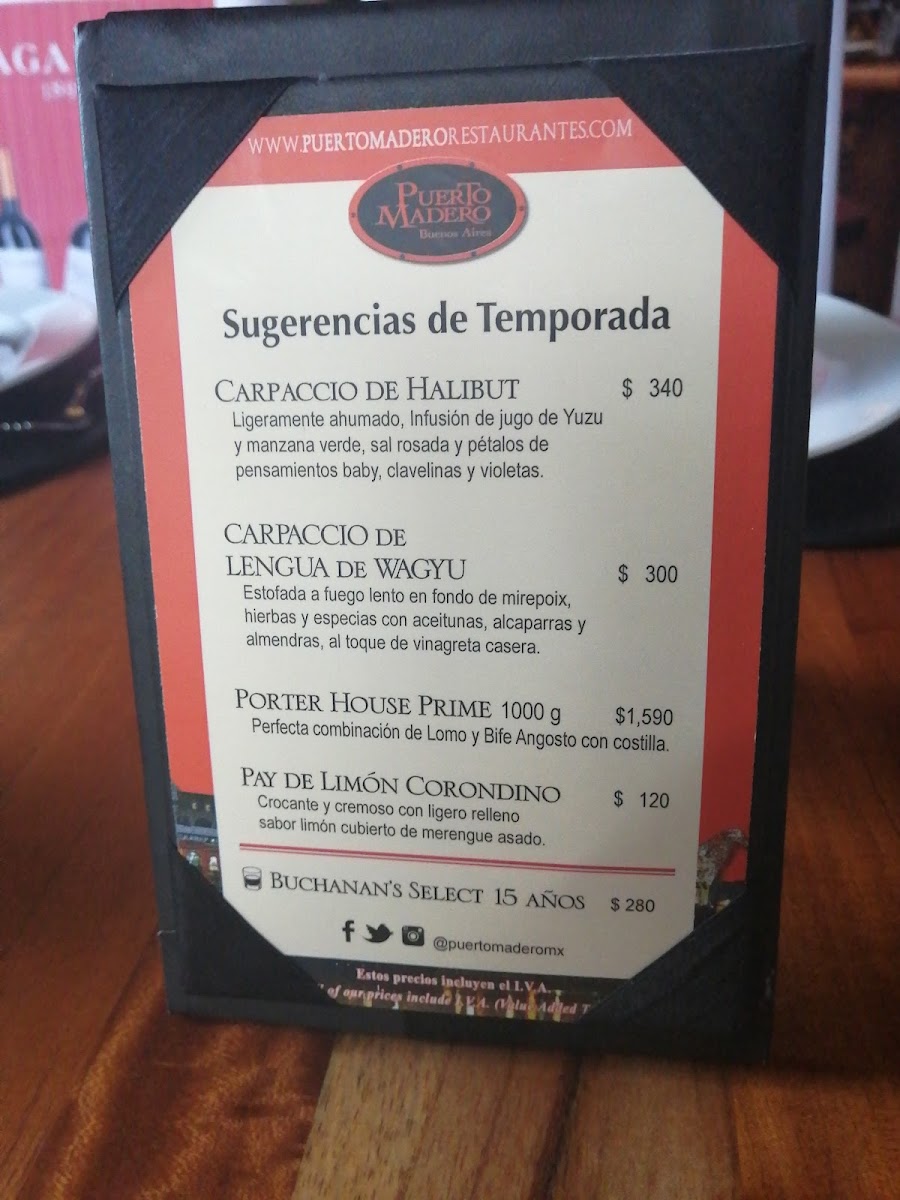 AGA
WWW.PUERTOMADERORESTAURANTES.COM
PUERTO
MADERO
Buenos Aires
Sugerencias de Temporada
CARPACCIO DE HALIBUT $ 340
Ligeramente ahumado, Infusión de jugo de Yuzu
y manzana verde, sal rosada y pétalos de
pensamientos baby, clavelinas y violetas.
CARPACCIO DE
LENGUA DE WAGYU $ 300
Estofada a fuego lento en fondo de mirepoix,
hierbas y especias con aceitunas, alcaparras y
almendras, al toque de vinagreta casera.
PORTER HOUSE PRIME 1000 g $1,590
Perfecta combinación de Lomo y Bife Angosto con costilla.
PAY DE LIMÓN CORONDINO $ 120
Crocante y cremoso con ligero relleno
sabor limón cubierto de merengue asado.
BUCHANAN'S SELECT 15 AÑOS $ 280
@puertomaderomx
Estos precios incluyen el I.V.A.
of our prices include I.V.A. (Value Added T